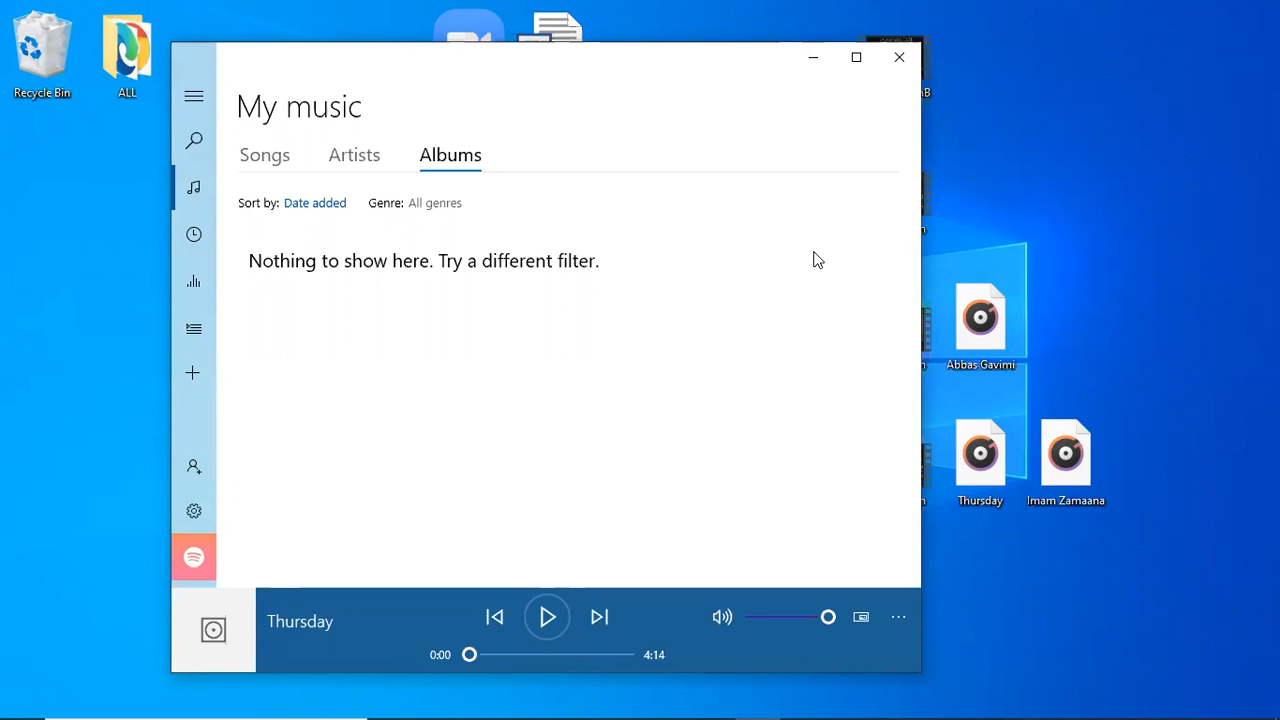 Recycle Bin
ALL
My music
Songs Artists Albums
Sort by: Date added Genre: All genres
Nothing to show here. Try a different filter.
Abbas Gavimi
Thursday
Imam Zamaana
Thursday
0:00
4:14